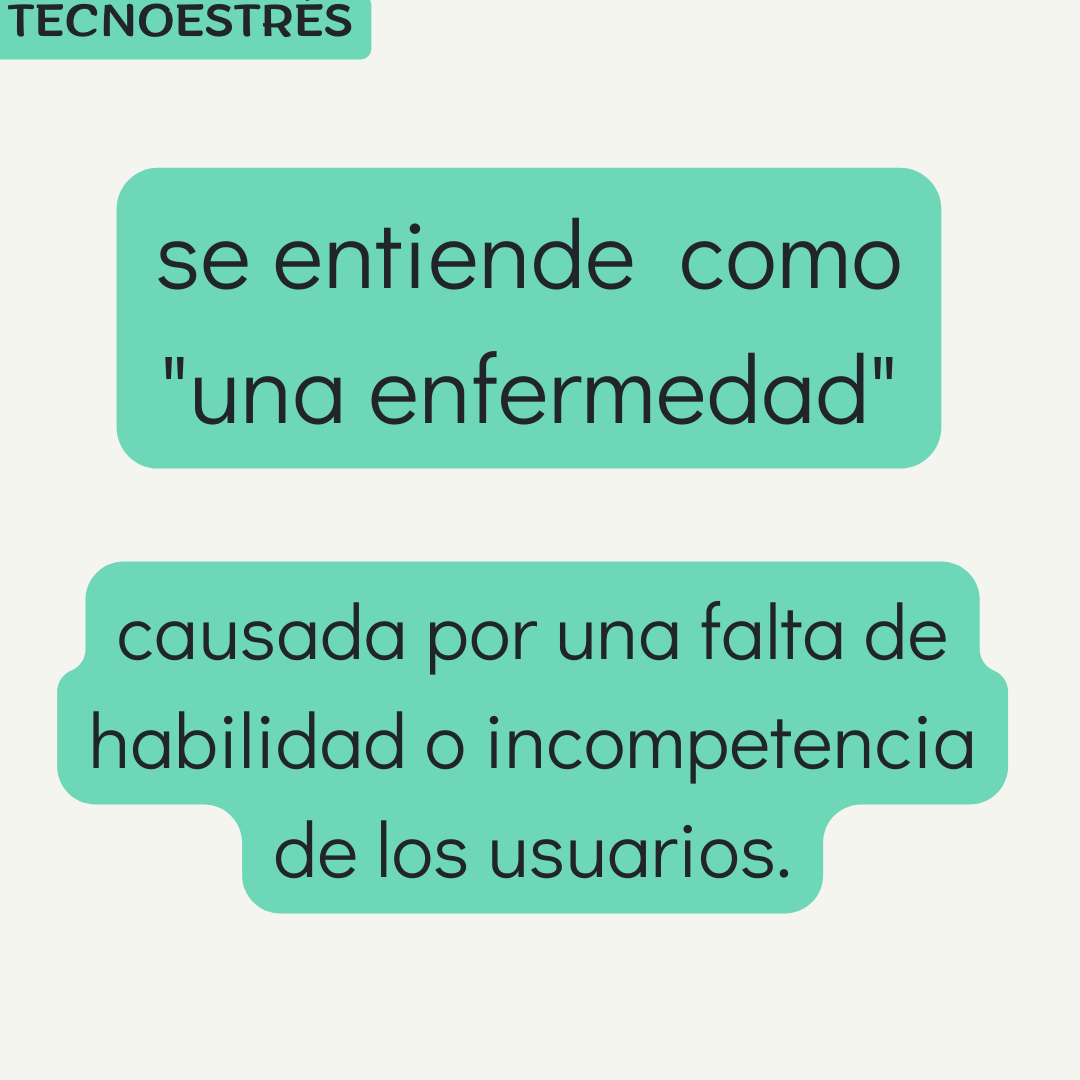 TECNOESTRÉS
se entiende  como
"una enfermedad"
causada por una falta de
habilidad o incompetencia
de los usuarios.